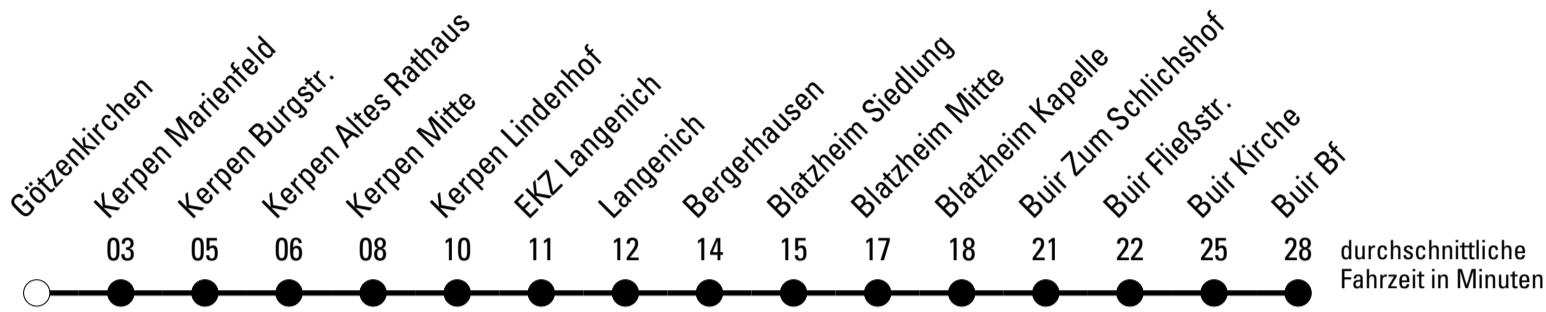 Götzenkirchen
Kerpen Marienfeld
Kerpen Burgstr.
Kerpen Altes Rathaus
Kerpen Mitte
Kerpen Lindenhof
EKZ Langenich
Langenich
Bergerhausen
Blatzheim Siedlung
Blatzheim Mitte
Blatzheim Kapelle
Buir Zum Schlichshof
Buir Fließstr.
Buir Kirche
Buir Bf
03 05 06 08 10 11 12 14 15 17 18 21 22 25 28
durchschnittliche
Fahrzeit in Minuten